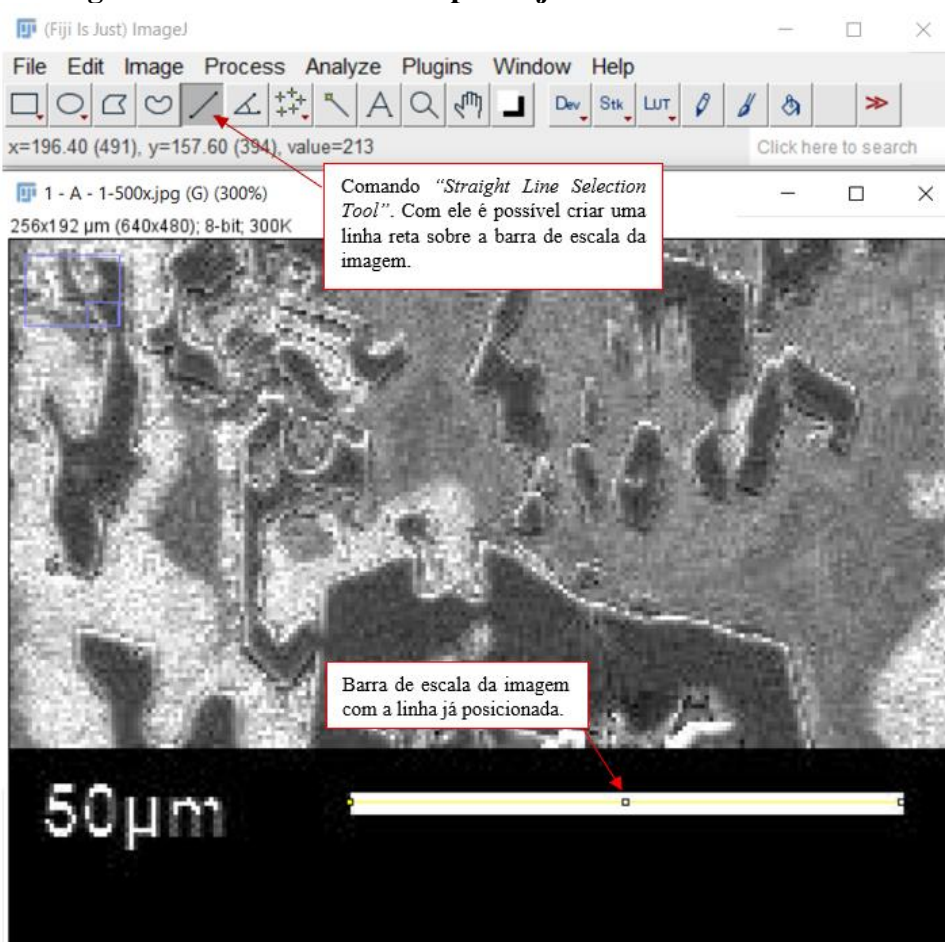 (Fiji Is Just) ImageJ
File Edit Image Process Analyze Plugins Window Help
Dev Stk LUT
x=196.40 (491), y=157.60 (394), value=213
Click here to search
1 - A - 1-500x.jpg (G) (300%)
256x192 µm (640x480); 8-bit; 300K
Comando "Straight Line Selection
Tool". Com ele é possível criar uma
linha reta sobre a barra de escala da
imagem.
Barra de escala da imagem
com a linha já posicionada.
50µm